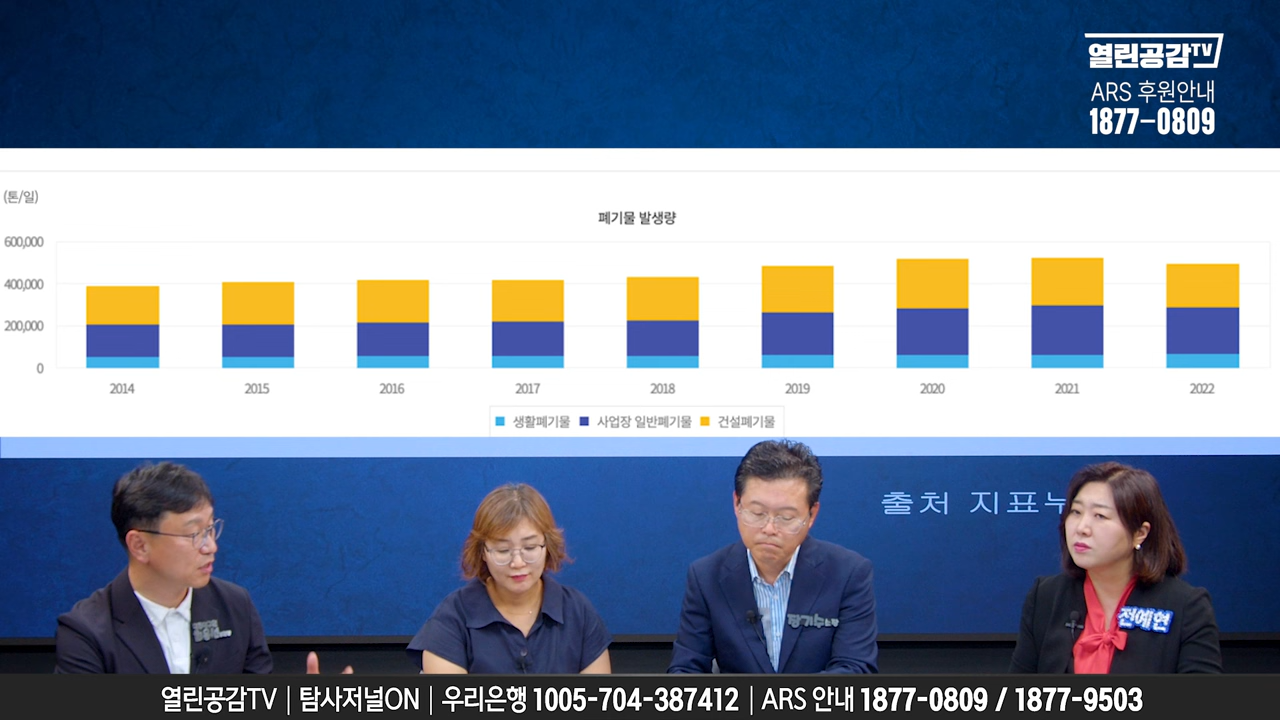 열린공감TV
ARS 후원안내
1877-0809
(톤/일)
폐기물 발생량
600,000
400,000
200,000
0
2014 2015 2016 2017 2018 2019 2020 2021 2022
생활폐기물 사업장 일반폐기물 건설폐기물
출처 지표
전예현
열린공감TV | 탐사저널ON | 우리은행 1005-704-387412 | ARS 안내 1877-0809 / 1877-9503